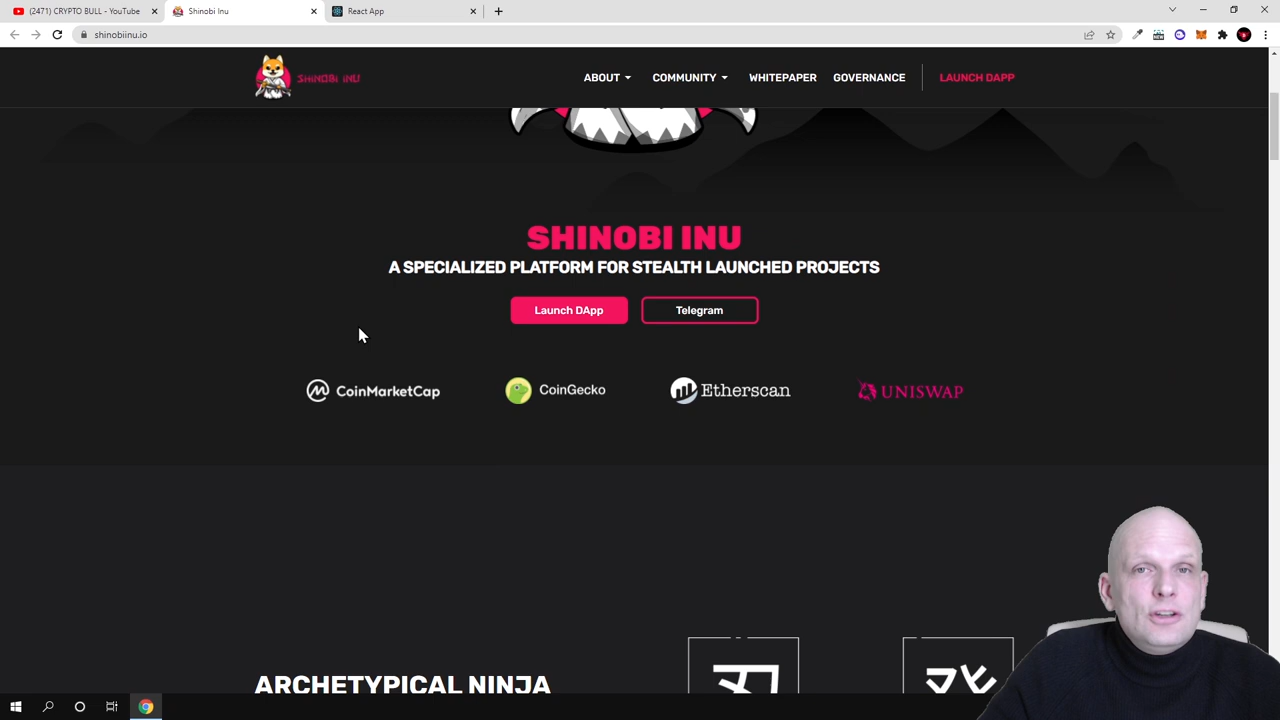 (2471) CRYPTO BULL - YouTube
Shinobi Inu
React App
shinobiinu.io
SHINOBI INU
ABOUT
COMMUNITY
WHITEPAPER
GOVERNANCE
LAUNCH DAPP
SHINOBI INU
A SPECIALIZED PLATFORM FOR STEALTH LAUNCHED PROJECTS
Launch DApp
Telegram
CoinMarketCap
CoinGecko
Etherscan
UNISWAP
ARCHETYPICAL NINJA